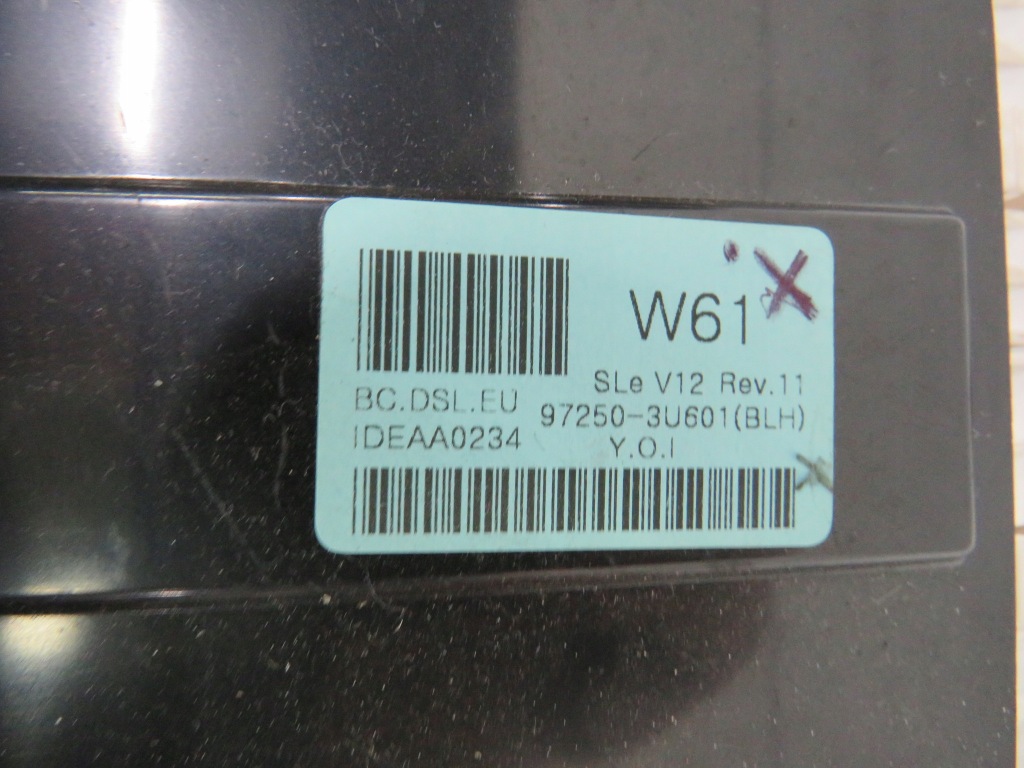 W61
SLe V12 Rev.11
BC.DSL.EU
97250-3U601(BLH)
IDEAA0234
Y.O.I